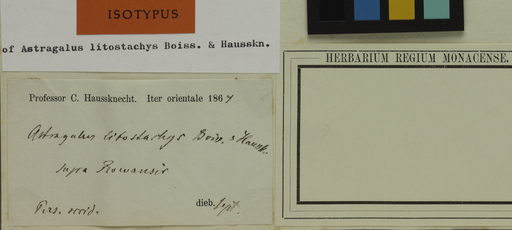 ISOTYPUS
of Astragalus litostachys Boiss. & Hausskn.
HERBARIUM REGIUM MONACENSE.
Professor C. Haussknecht. Iter orientale 1867
Astragalus litostachys Boiss. & Hausskn.
supra Rowansir
Pers. occid.
dieb. Sept.